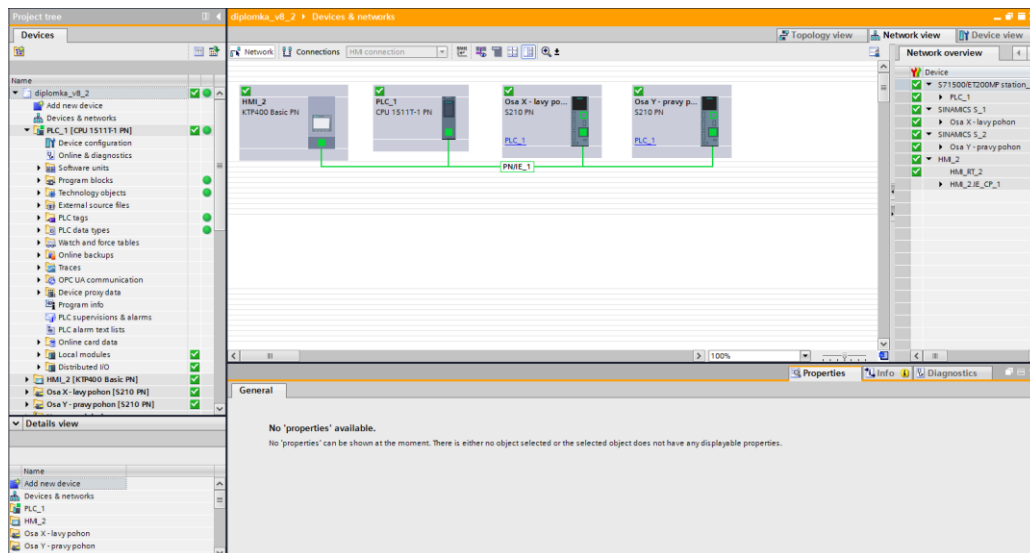 Project tree
Devices
Name
diplomka_v8_2
Add new device
Devices & networks
PLC_1 [CPU 1511T-1 PN]
Device configuration
Online & diagnostics
Software units
Program blocks
Technology objects
External source files
PLC tags
PLC data types
Watch and force tables
Online backups
Traces
OPC UA communication
Device proxy data
Program info
PLC supervisions & alarms
PLC alarm text lists
Online card data
Local modules
Distributed I/O
HMI_2 [KTP400 Basic PN]
Osa X - lavy pohon [S210 PN]
Osa Y - pravy pohon [S210 PN]
Details view
Name
Add new device
Devices & networks
PLC_1
HMI_2
Osa X - lavy pohon
Osa Y - pravy pohon
diplomka_v8_2 ▸ Devices & networks
Topology view
Network view
Device view
Network
Connections
HMI connection
HMI_2
KTP400 Basic PN
PLC_1
CPU 1511T-1 PN
Osa X - lavy po...
S210 PN
PLC_1
Osa Y - pravy p...
S210 PN
PLC_1
PN/IE_1
100%
Network overview
Device
S71500/ET200MP station_
PLC_1
SINAMICS S_1
Osa X - lavy pohon
SINAMICS S_2
Osa Y - pravy pohon
HMI_2
HMI_RT_2
HMI_2.IE_CP_1
Properties
Info
Diagnostics
General
No 'properties' available.
No 'properties' can be shown at the moment. There is either no object selected or the selected object does not have any displayable properties.